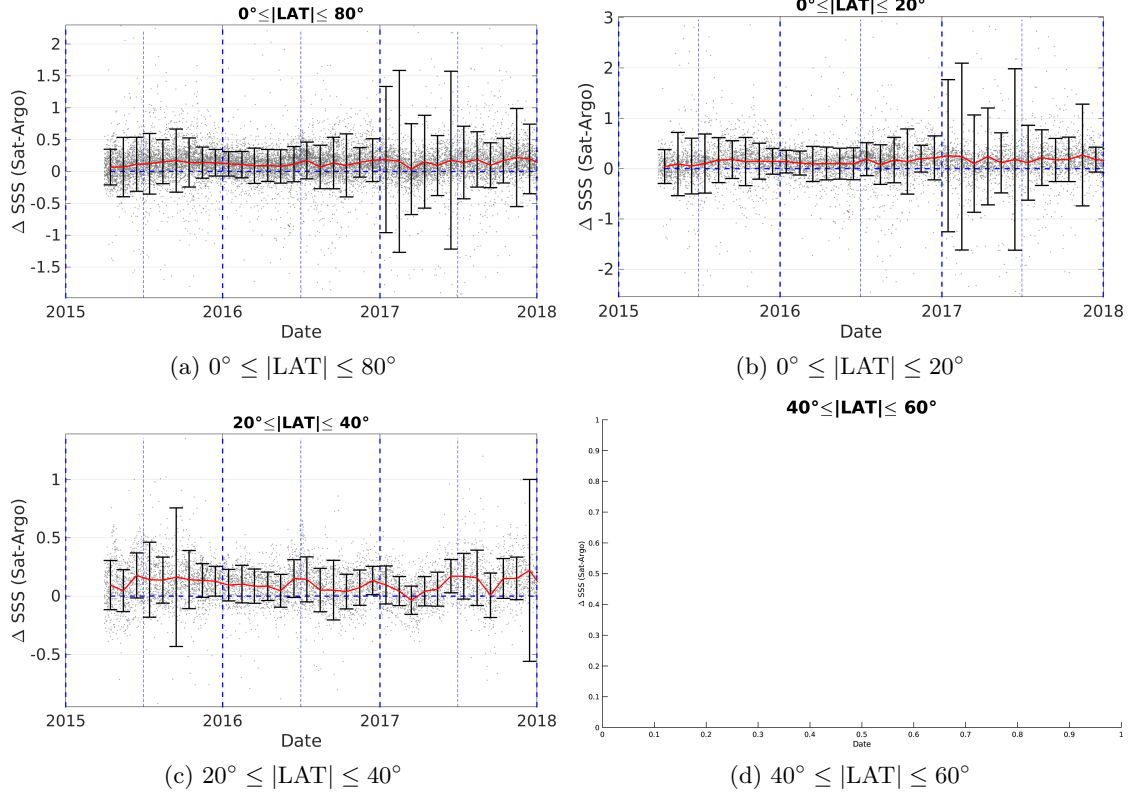 0°≤|LAT|≤ 80°
Δ SSS (Sat-Argo)
2
1.5
1
0.5
0
-0.5
-1
-1.5
2015 2016 2017 2018
Date
(a) 0° ≤ |LAT| ≤ 80°
0°≤|LAT|≤ 20°
Δ SSS (Sat-Argo)
3
2
1
0
-1
-2
2015 2016 2017 2018
Date
(b) 0° ≤ |LAT| ≤ 20°
20°≤|LAT|≤ 40°
Δ SSS (Sat-Argo)
1
0.5
0
-0.5
2015 2016 2017 2018
Date
(c) 20° ≤ |LAT| ≤ 40°
40°≤|LAT|≤ 60°
Δ SSS (Sat-Argo)
1
0.9
0.8
0.7
0.6
0.5
0.4
0.3
0.2
0.1
0
0 0.1 0.2 0.3 0.4 0.5 0.6 0.7 0.8 0.9 1
Date
(d) 40° ≤ |LAT| ≤ 60°